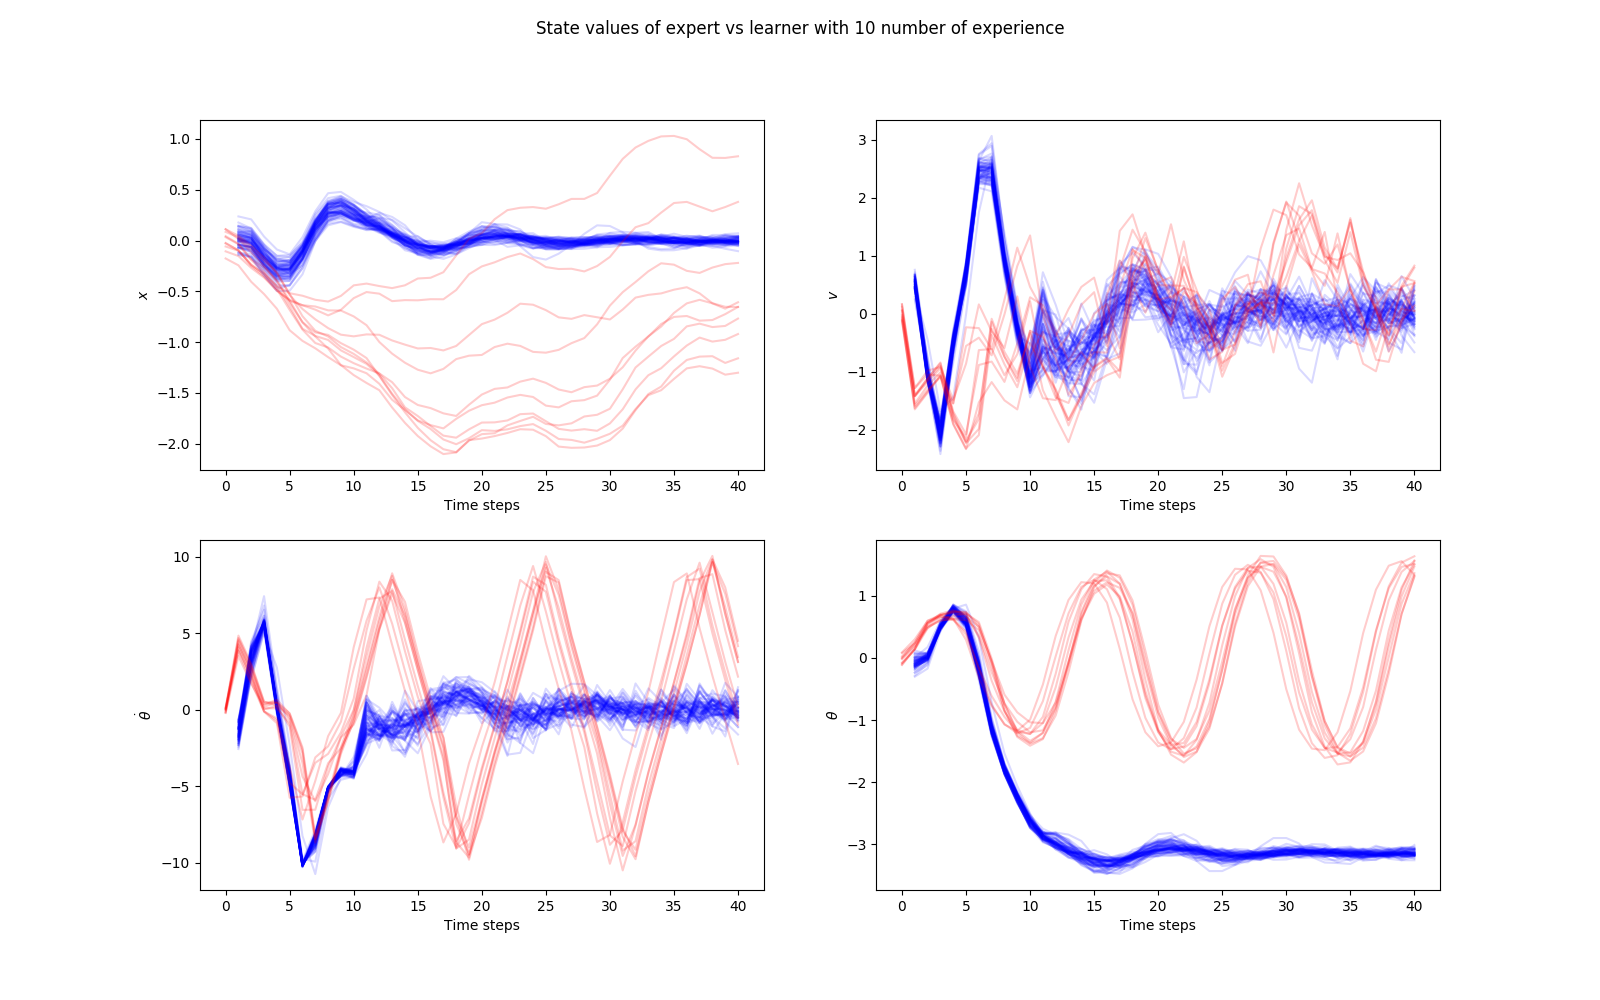 State values of expert vs learner with 10 number of experience
1.0
0.5
0.0
−0.5
−1.0
−1.5
−2.0
x
0 5 10 15 20 25 30 35 40
Time steps
3
2
1
0
−1
−2
v
0 5 10 15 20 25 30 35 40
Time steps
10
5
0
−5
−10
θ̇
0 5 10 15 20 25 30 35 40
Time steps
1
0
−1
−2
−3
θ
0 5 10 15 20 25 30 35 40
Time steps